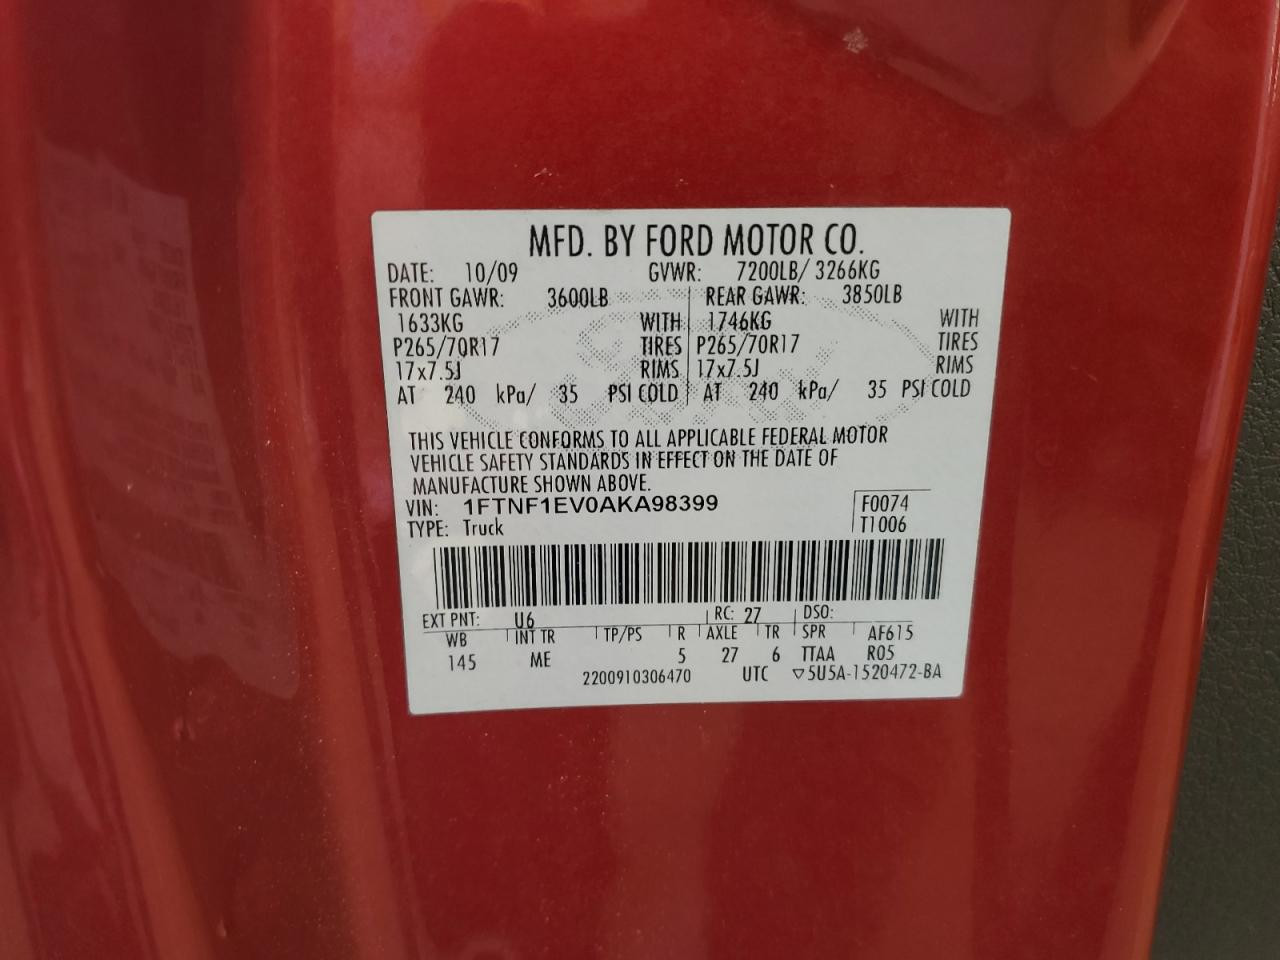 MFD. BY FORD MOTOR CO.
DATE: 10/09 GVWR: 7200LB/ 3266KG
FRONT GAWR: 3600LB REAR GAWR: 3850LB
1633KG WITH 1746KG WITH
P265/70R17 TIRES P265/70R17 TIRES
17x7.5J RIMS 17x7.5J RIMS
AT 240 kPa/ 35 PSI COLD AT 240 kPa/ 35 PSI COLD
THIS VEHICLE CONFORMS TO ALL APPLICABLE FEDERAL MOTOR
VEHICLE SAFETY STANDARDS IN EFFECT ON THE DATE OF
MANUFACTURE SHOWN ABOVE.
VIN: 1FTNF1EV0AKA98399 F0074
TYPE: Truck T1006
EXT PNT: U6 RC: 27 DSO:
WB INT TR TP/PS R AXLE TR SPR AF615
145 ME 5 27 6 TTAA R05
2200910306470 UTC ▽5U5A-1520472-BA